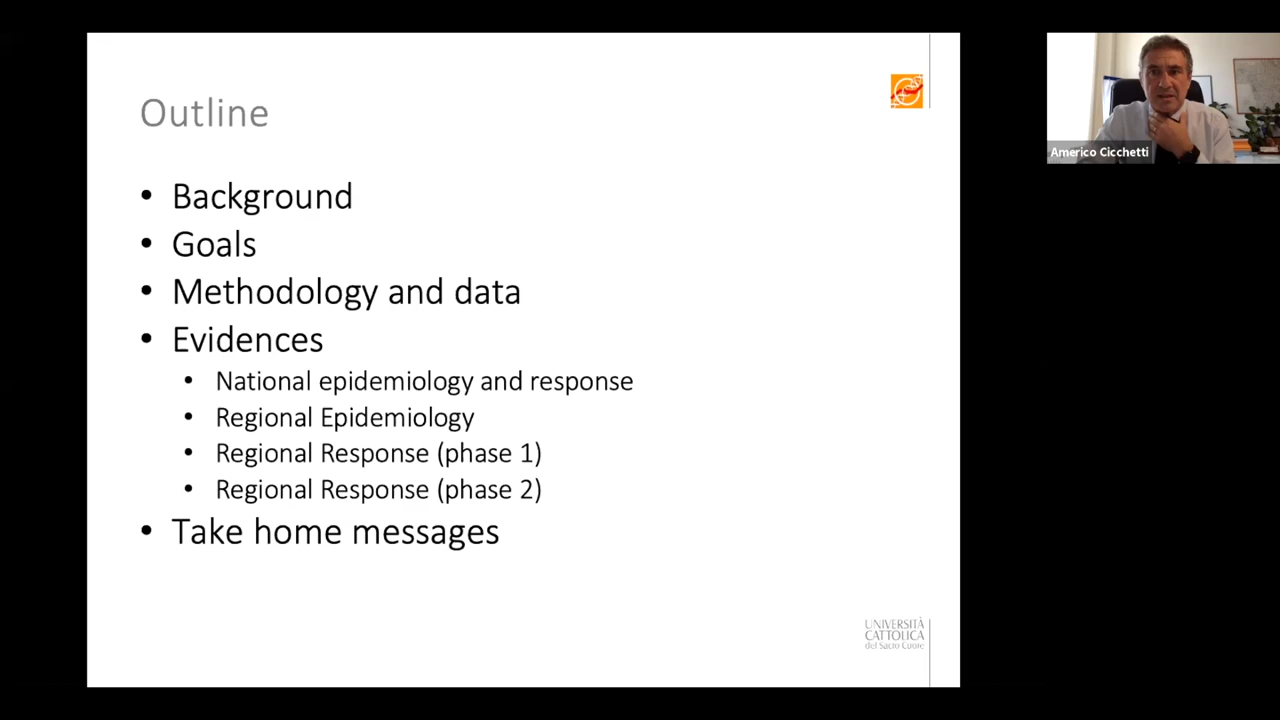 Outline
• Background
• Goals
• Methodology and data
• Evidences
• National epidemiology and response
• Regional Epidemiology
• Regional Response (phase 1)
• Regional Response (phase 2)
• Take home messages
UNIVERSITÀ
CATTOLICA
del Sacro Cuore
Americo Cicchetti